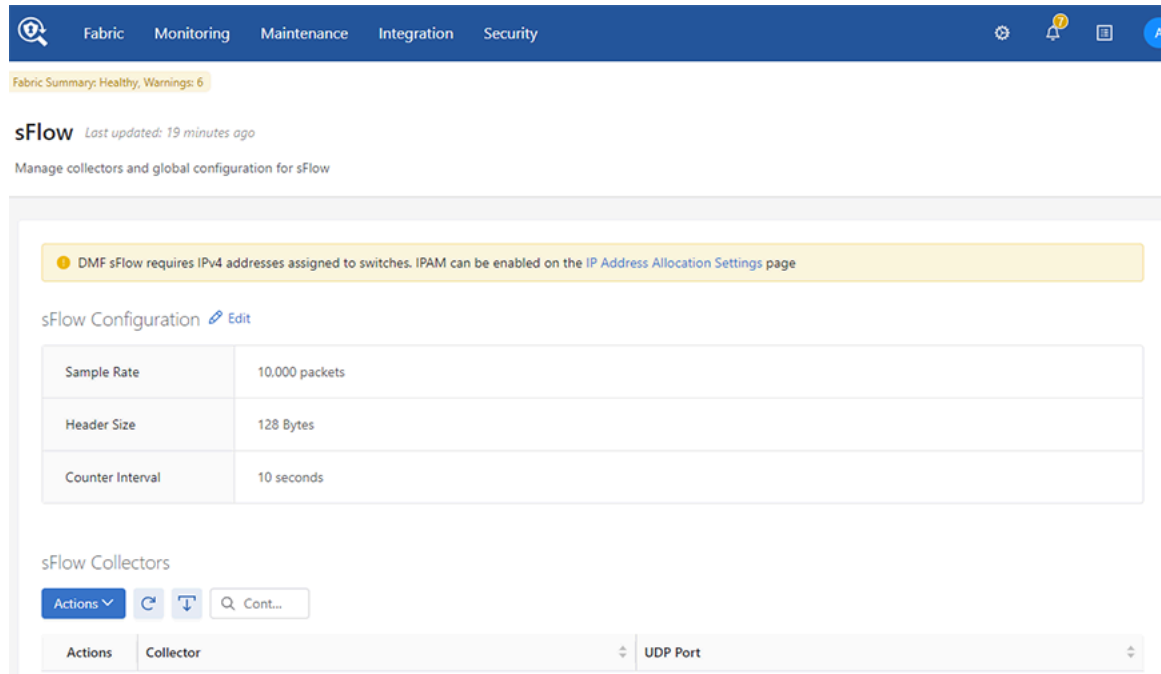 Fabric Monitoring Maintenance Integration Security 7 A
Fabric Summary: Healthy, Warnings: 6
sFlow Last updated: 19 minutes ago
Manage collectors and global configuration for sFlow
DMF sFlow requires IPv4 addresses assigned to switches. IPAM can be enabled on the IP Address Allocation Settings page
sFlow Configuration Edit
Sample Rate 10,000 packets
Header Size 128 Bytes
Counter Interval 10 seconds
sFlow Collectors
Actions Cont...
Actions Collector UDP Port